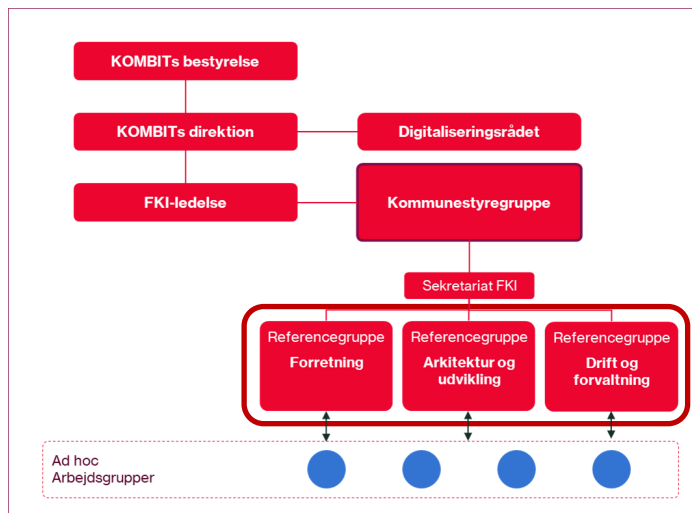 KOMBITs bestyrelse
KOMBITs direktion
Digitaliseringsrådet
FKI-ledelse
Kommunestyregruppe
Sekretariat FKI
Referencegruppe
Forretning
Referencegruppe
Arkitektur og
udvikling
Referencegruppe
Drift og
forvaltning
Ad hoc
Arbejdsgrupper